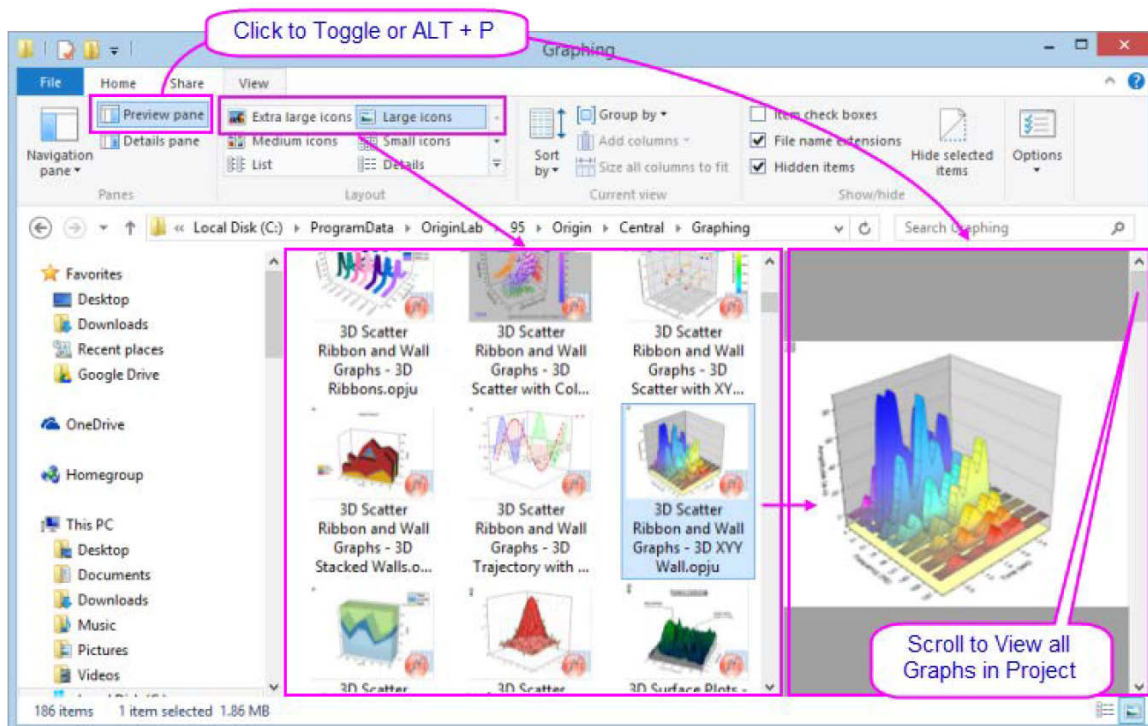 Click to Toggle or ALT + P
Graphing
File Home Share View
Navigation pane
Preview pane
Details pane
Panes
Extra large icons Large icons
Medium icons Small icons
List Details
Layout
Sort by
Group by
Add columns
Size all columns to fit
Current view
Item check boxes
File name extensions
Hidden items
Hide selected items
Show/hide
Options
« Local Disk (C:) ProgramData OriginLab 95 Origin Central Graphing
Search Graphing
Favorites
Desktop
Downloads
Recent places
Google Drive
OneDrive
Homegroup
This PC
Desktop
Documents
Downloads
Music
Pictures
Videos
3D Scatter Ribbon and Wall Graphs - 3D Ribbons.opju
3D Scatter Ribbon and Wall Graphs - 3D Scatter with Col...
3D Scatter Ribbon and Wall Graphs - 3D Scatter with XY...
3D Scatter Ribbon and Wall Graphs - 3D Stacked Walls.o...
3D Scatter Ribbon and Wall Graphs - 3D Trajectory with ...
3D Scatter Ribbon and Wall Graphs - 3D XYY Wall.opju
3D Scatter
3D Scatter
3D Surface Plots -
Scroll to View all
Graphs in Project
186 items 1 item selected 1.86 MB